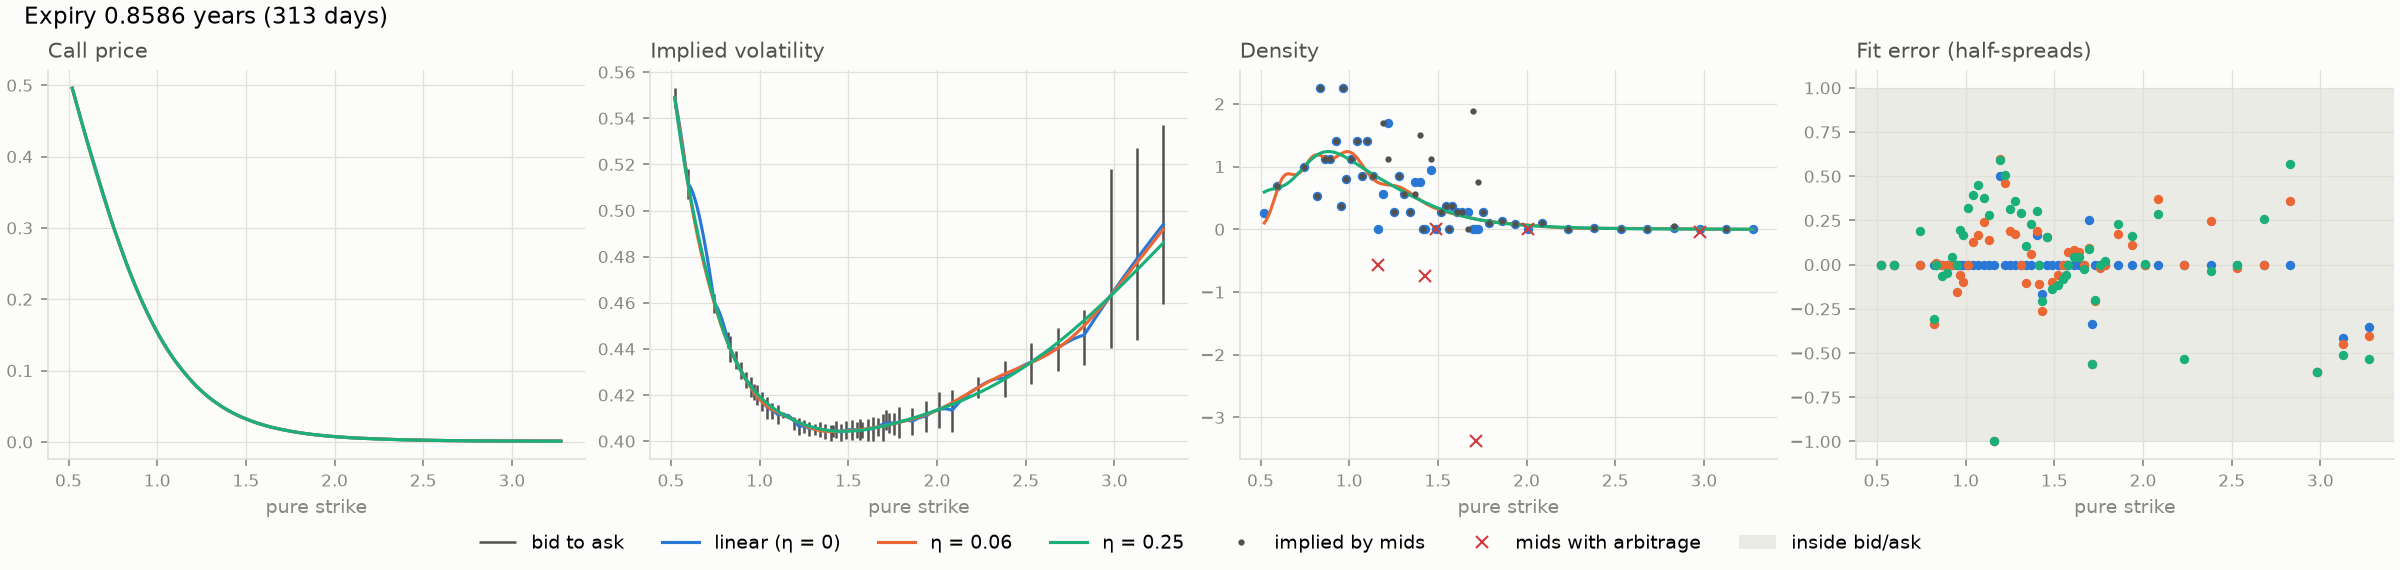 Expiry 0.8586 years (313 days)
Call price
0.5
0.4
0.3
0.2
0.1
0.0
0.5 1.0 1.5 2.0 2.5 3.0
pure strike
Implied volatility
0.56
0.54
0.52
0.50
0.48
0.46
0.44
0.42
0.40
0.5 1.0 1.5 2.0 2.5 3.0
pure strike
Density
2
1
0
−1
−2
−3
0.5 1.0 1.5 2.0 2.5 3.0
pure strike
Fit error (half-spreads)
1.00
0.75
0.50
0.25
0.00
−0.25
−0.50
−0.75
−1.00
0.5 1.0 1.5 2.0 2.5 3.0
pure strike
bid to ask linear (η = 0) η = 0.06 η = 0.25 implied by mids mids with arbitrage inside bid/ask